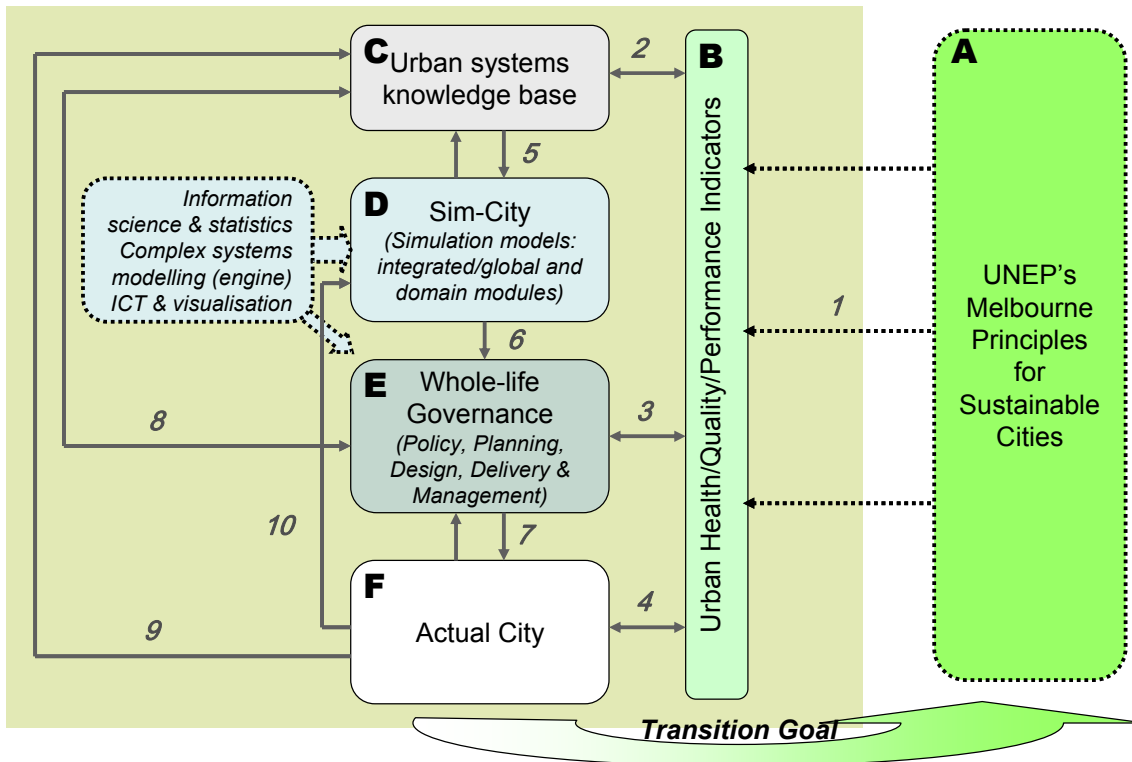 C Urban systems
knowledge base
2
B
Urban Health/Quality/Performance Indicators
A
UNEP's
Melbourne
Principles
for
Sustainable
Cities
1
5
Information
science & statistics
Complex systems
modelling (engine)
ICT & visualisation
D
Sim-City
(Simulation models:
integrated/global and
domain modules)
6
E
Whole-life
Governance
(Policy, Planning,
Design, Delivery &
Management)
3
8
10
7
F
Actual City
4
9
Transition Goal